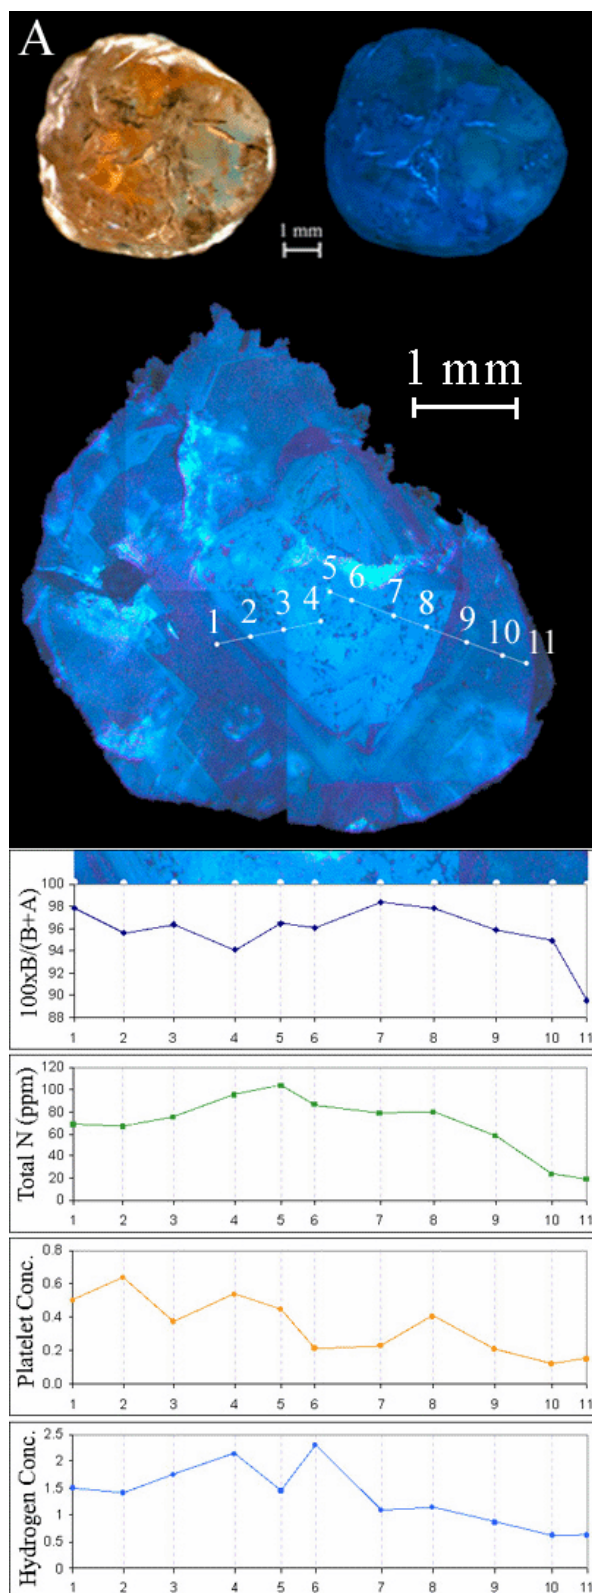 A
1 mm
1 mm
1 2 3 4 5 6 7 8 9 10 11
100xB/(B+A)
100
98
96
94
92
90
88
1 2 3 4 5 6 7 8 9 10 11
Total N (ppm)
120
100
80
60
40
20
0
1 2 3 4 5 6 7 8 9 10 11
Platelet Conc.
0.8
0.6
0.4
0.2
0.0
1 2 3 4 5 6 7 8 9 10 11
Hydrogen Conc.
2.5
2
1.5
1
0.5
0
1 2 3 4 5 6 7 8 9 10 11